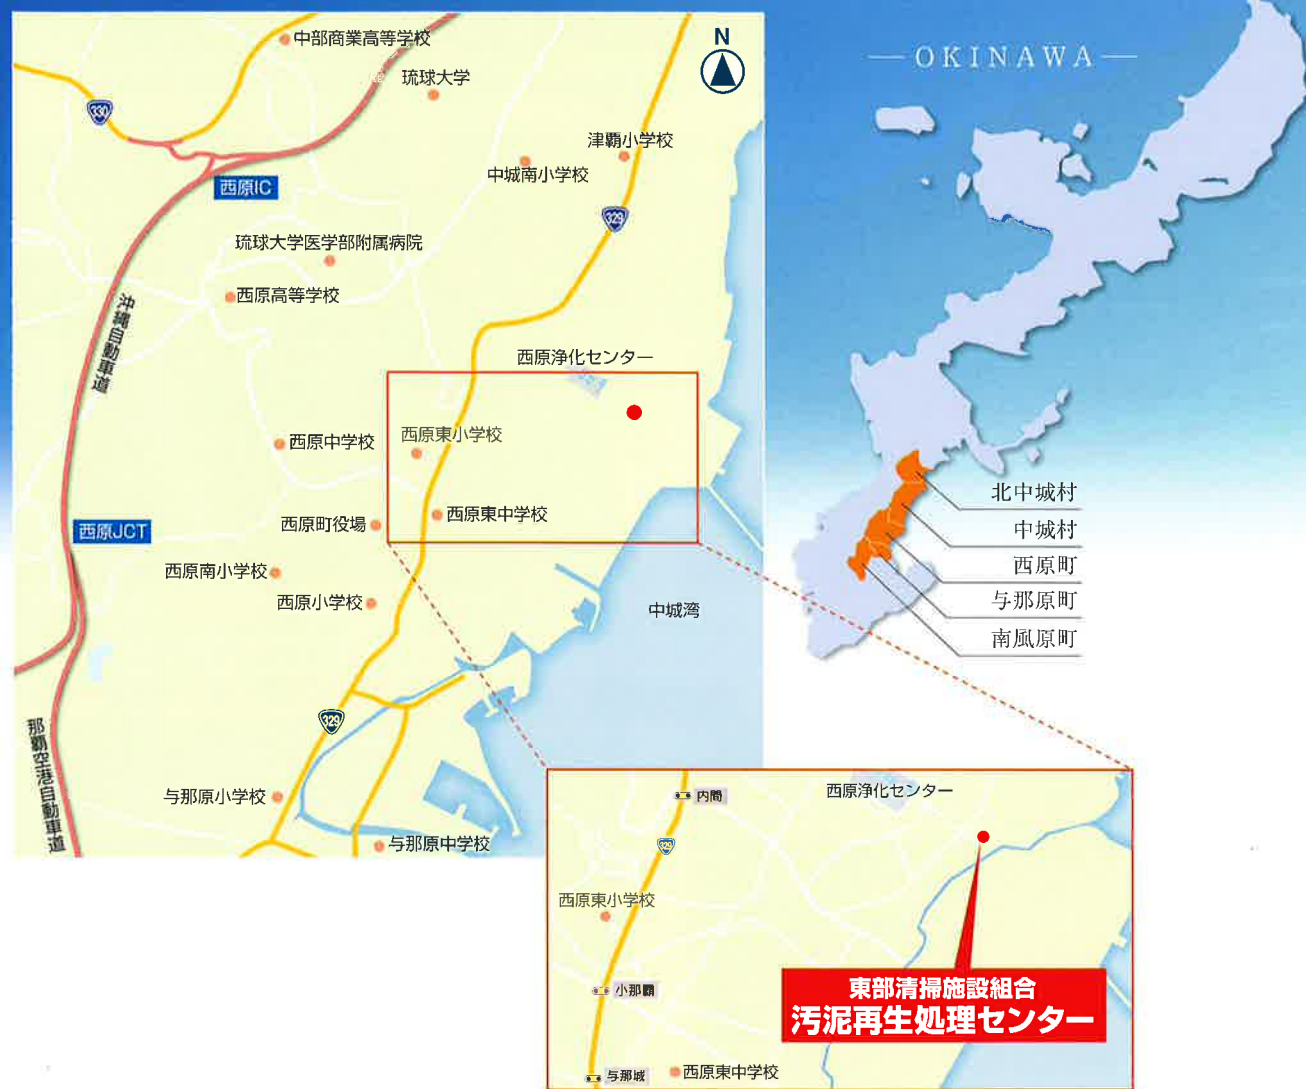 中部商業高等学校
琉球大学
N
330
津覇小学校
中城南小学校
西原IC
329
琉球大学医学部附属病院
西原高等学校
沖縄自動車道
西原浄化センター
西原中学校
西原東小学校
西原町役場
西原東中学校
西原JCT
西原南小学校
西原小学校
中城湾
329
那覇空港自動車道
与那原小学校
与那原中学校
OKINAWA
北中城村
中城村
西原町
与那原町
南風原町
内間
西原浄化センター
329
西原東小学校
小那覇
東部清掃施設組合
汚泥再生処理センター
与那城
西原東中学校